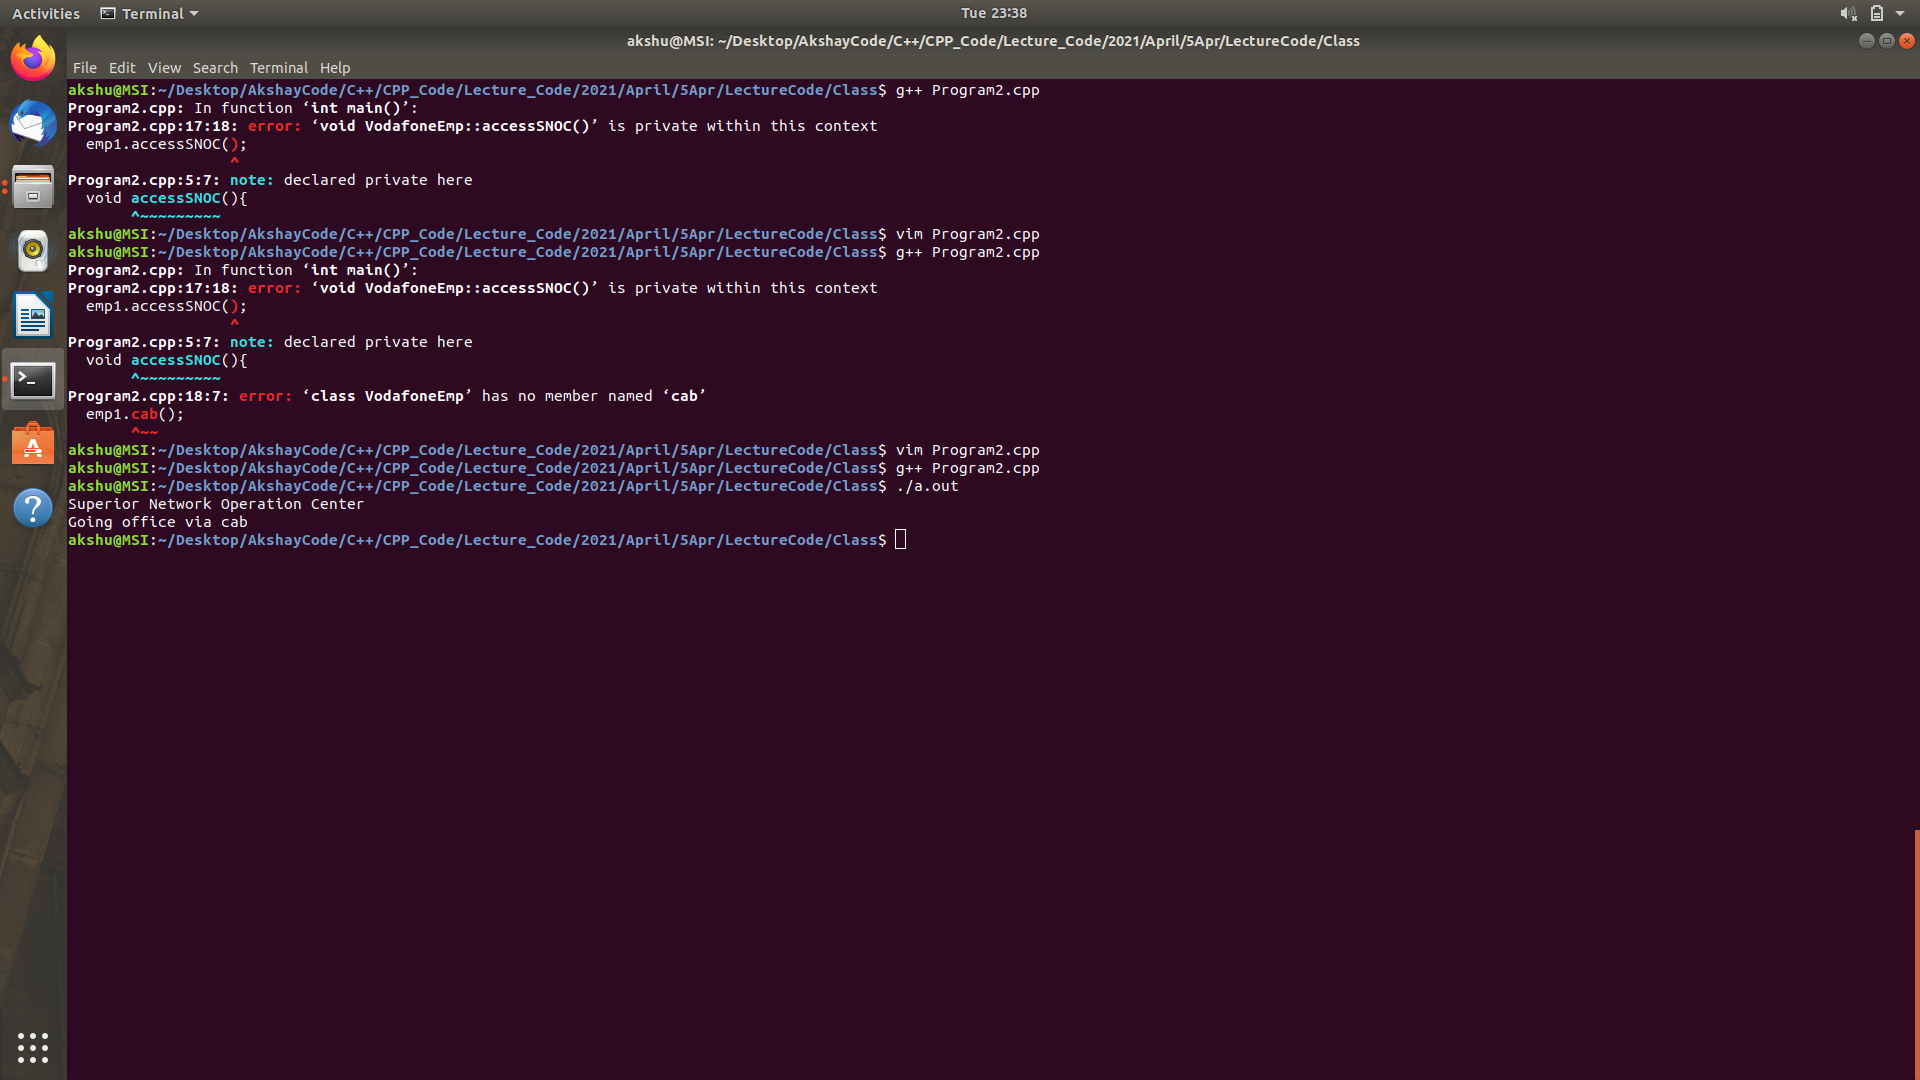 Activities Terminal Tue 23:38
akshu@MSI: ~/Desktop/AkshayCode/C++/CPP_Code/Lecture_Code/2021/April/5Apr/LectureCode/Class
File Edit View Search Terminal Help
akshu@MSI:~/Desktop/AkshayCode/C++/CPP_Code/Lecture_Code/2021/April/5Apr/LectureCode/Class$ g++ Program2.cpp
Program2.cpp: In function ‘int main()’:
Program2.cpp:17:18: error: ‘void VodafoneEmp::accessSNOC()’ is private within this context
  emp1.accessSNOC();
                  ^
Program2.cpp:5:7: note: declared private here
  void accessSNOC(){
       ^~~~~~~~~~
akshu@MSI:~/Desktop/AkshayCode/C++/CPP_Code/Lecture_Code/2021/April/5Apr/LectureCode/Class$ vim Program2.cpp
akshu@MSI:~/Desktop/AkshayCode/C++/CPP_Code/Lecture_Code/2021/April/5Apr/LectureCode/Class$ g++ Program2.cpp
Program2.cpp: In function ‘int main()’:
Program2.cpp:17:18: error: ‘void VodafoneEmp::accessSNOC()’ is private within this context
  emp1.accessSNOC();
                  ^
Program2.cpp:5:7: note: declared private here
  void accessSNOC(){
       ^~~~~~~~~~
Program2.cpp:18:7: error: ‘class VodafoneEmp’ has no member named ‘cab’
  emp1.cab();
       ^~~
akshu@MSI:~/Desktop/AkshayCode/C++/CPP_Code/Lecture_Code/2021/April/5Apr/LectureCode/Class$ vim Program2.cpp
akshu@MSI:~/Desktop/AkshayCode/C++/CPP_Code/Lecture_Code/2021/April/5Apr/LectureCode/Class$ g++ Program2.cpp
akshu@MSI:~/Desktop/AkshayCode/C++/CPP_Code/Lecture_Code/2021/April/5Apr/LectureCode/Class$ ./a.out
Superior Network Operation Center
Going office via cab
akshu@MSI:~/Desktop/AkshayCode/C++/CPP_Code/Lecture_Code/2021/April/5Apr/LectureCode/Class$